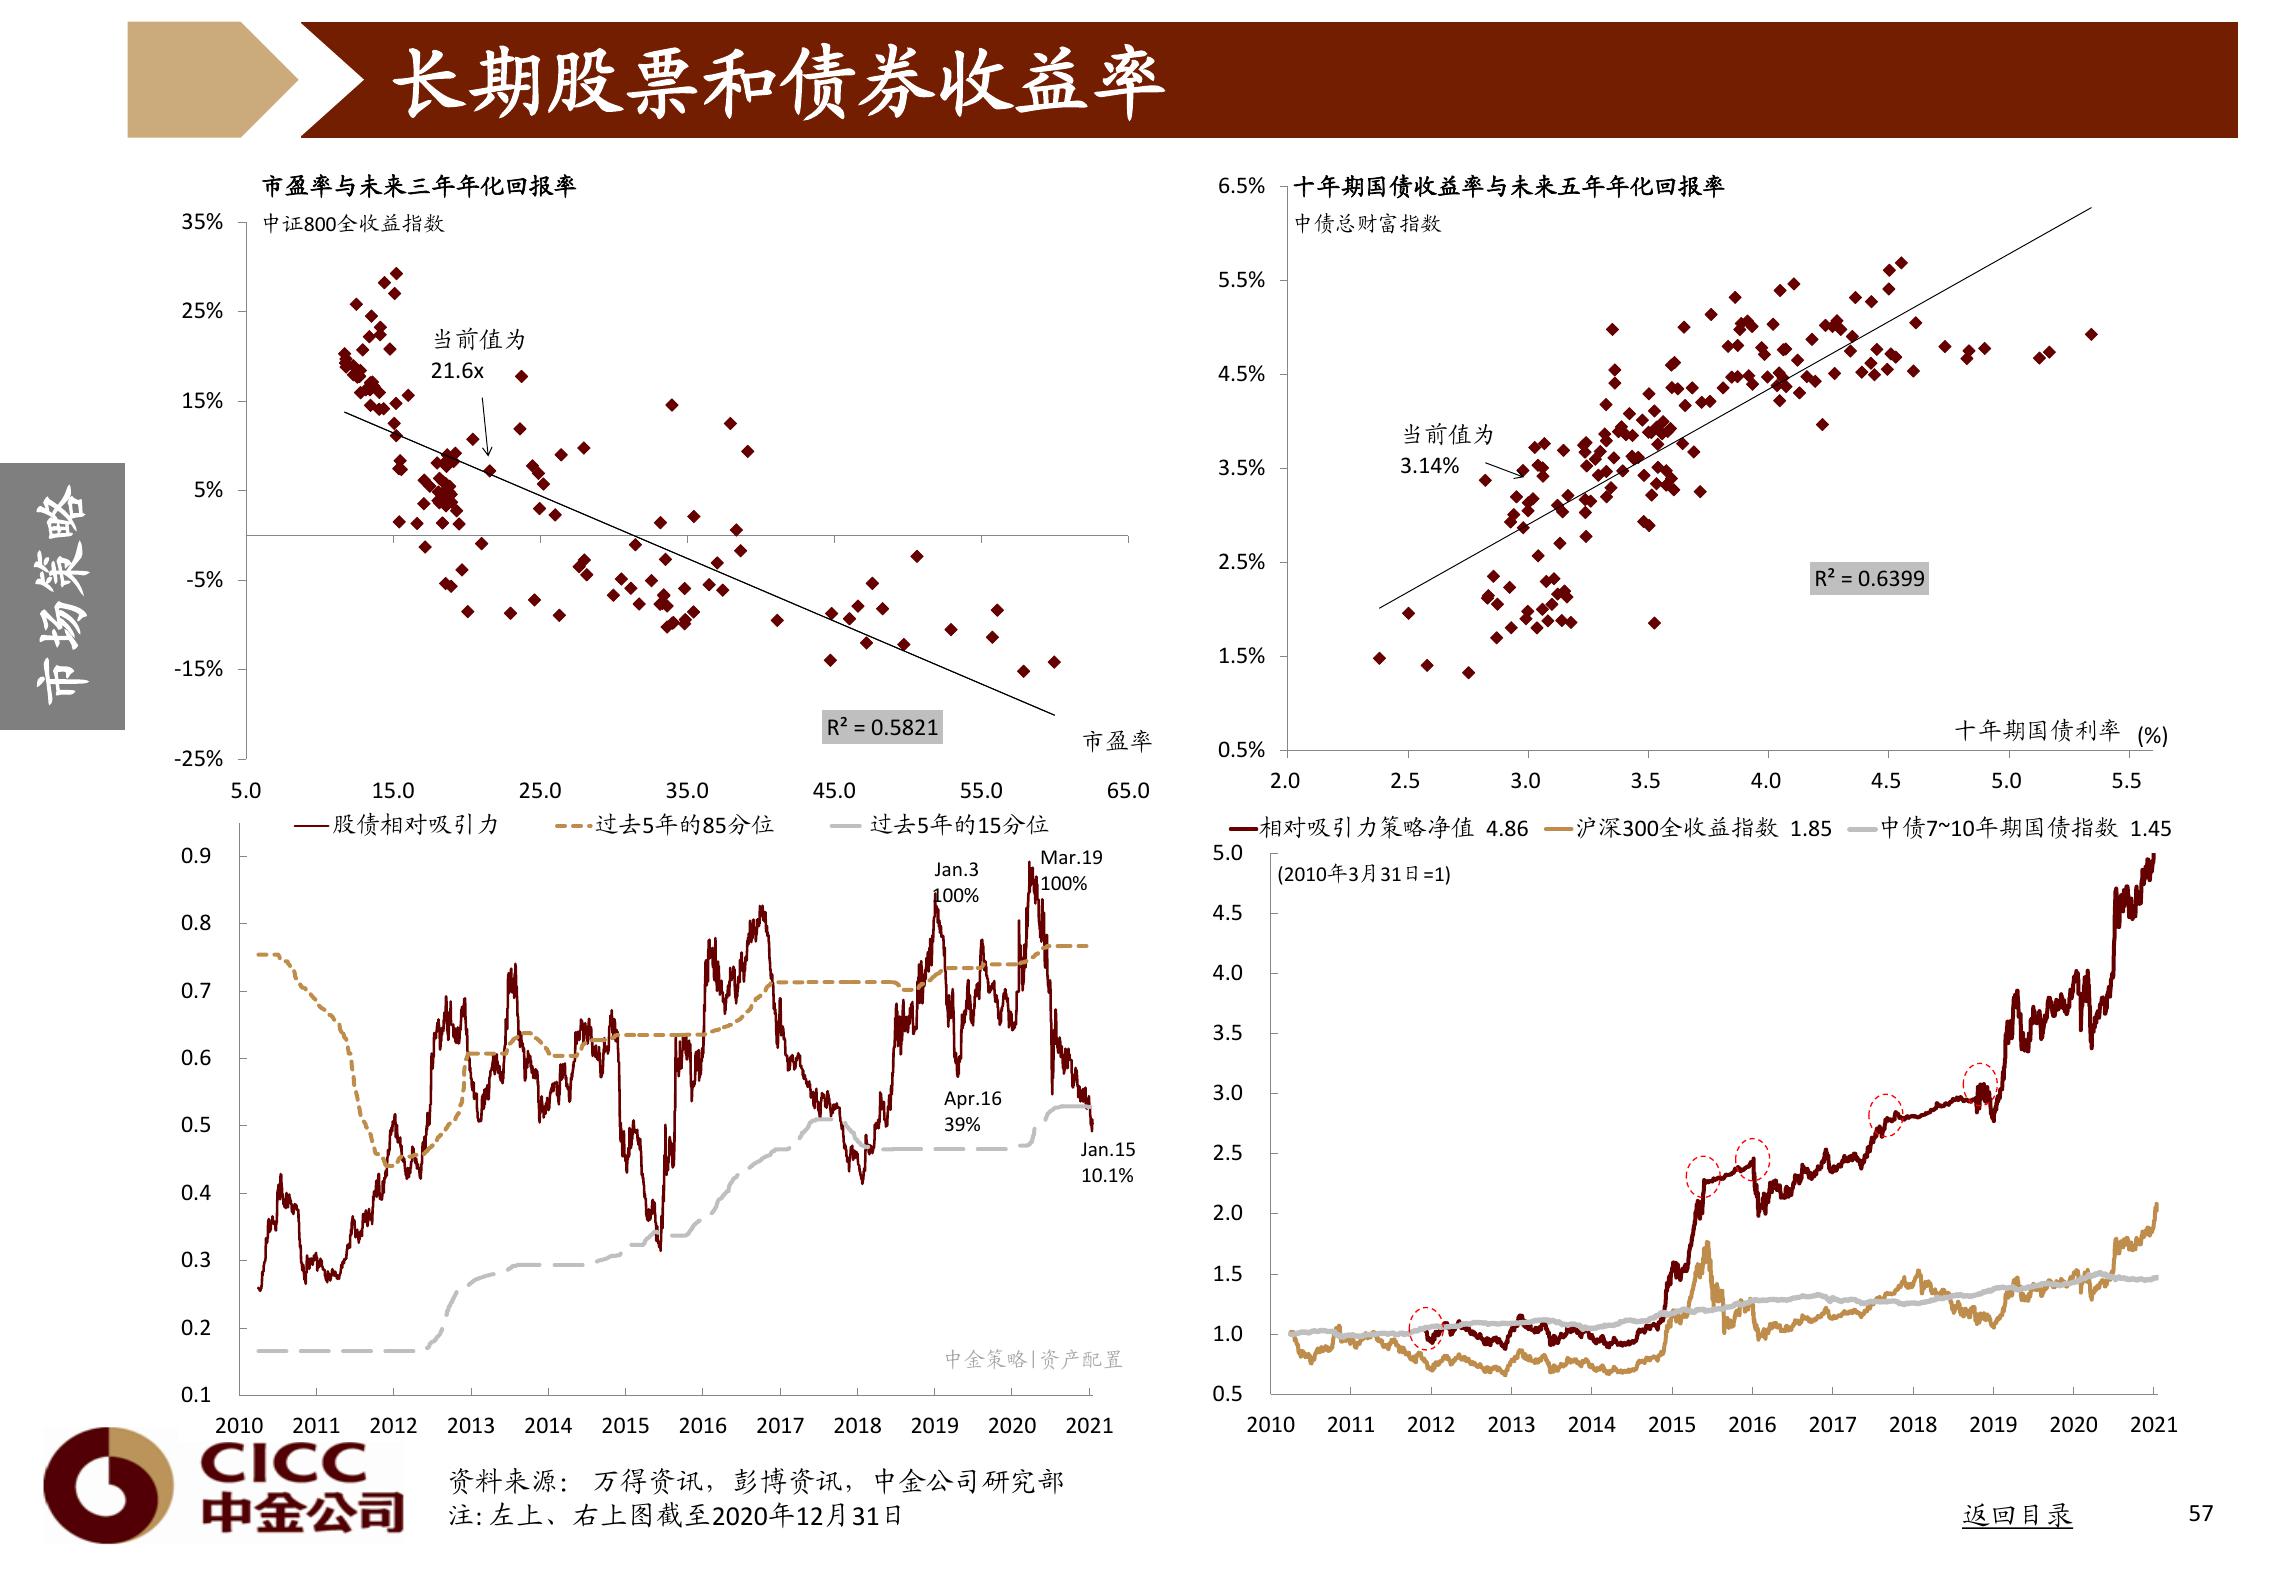 长期股票和债券收益率
市场策略
市盈率与未来三年年化回报率
中证800全收益指数
35%
25%
15%
5%
-5%
-15%
-25%
当前值为
21.6x
R² = 0.5821
市盈率
5.0 15.0 25.0 35.0 45.0 55.0 65.0
十年期国债收益率与未来五年年化回报率
中债总财富指数
6.5%
5.5%
4.5%
3.5%
2.5%
1.5%
0.5%
当前值为
3.14%
R² = 0.6399
十年期国债利率 (%)
2.0 2.5 3.0 3.5 4.0 4.5 5.0 5.5
股债相对吸引力 过去5年的85分位 过去5年的15分位
0.9
0.8
0.7
0.6
0.5
0.4
0.3
0.2
0.1
Jan.3
100%
Mar.19
100%
Apr.16
39%
Jan.15
10.1%
中金策略|资产配置
2010 2011 2012 2013 2014 2015 2016 2017 2018 2019 2020 2021
相对吸引力策略净值 4.86 沪深300全收益指数 1.85 中债7~10年期国债指数 1.45
(2010年3月31日=1)
5.0
4.5
4.0
3.5
3.0
2.5
2.0
1.5
1.0
0.5
2010 2011 2012 2013 2014 2015 2016 2017 2018 2019 2020 2021
CICC
中金公司
资料来源： 万得资讯，彭博资讯，中金公司研究部
注: 左上、右上图截至2020年12月31日
返回目录
57